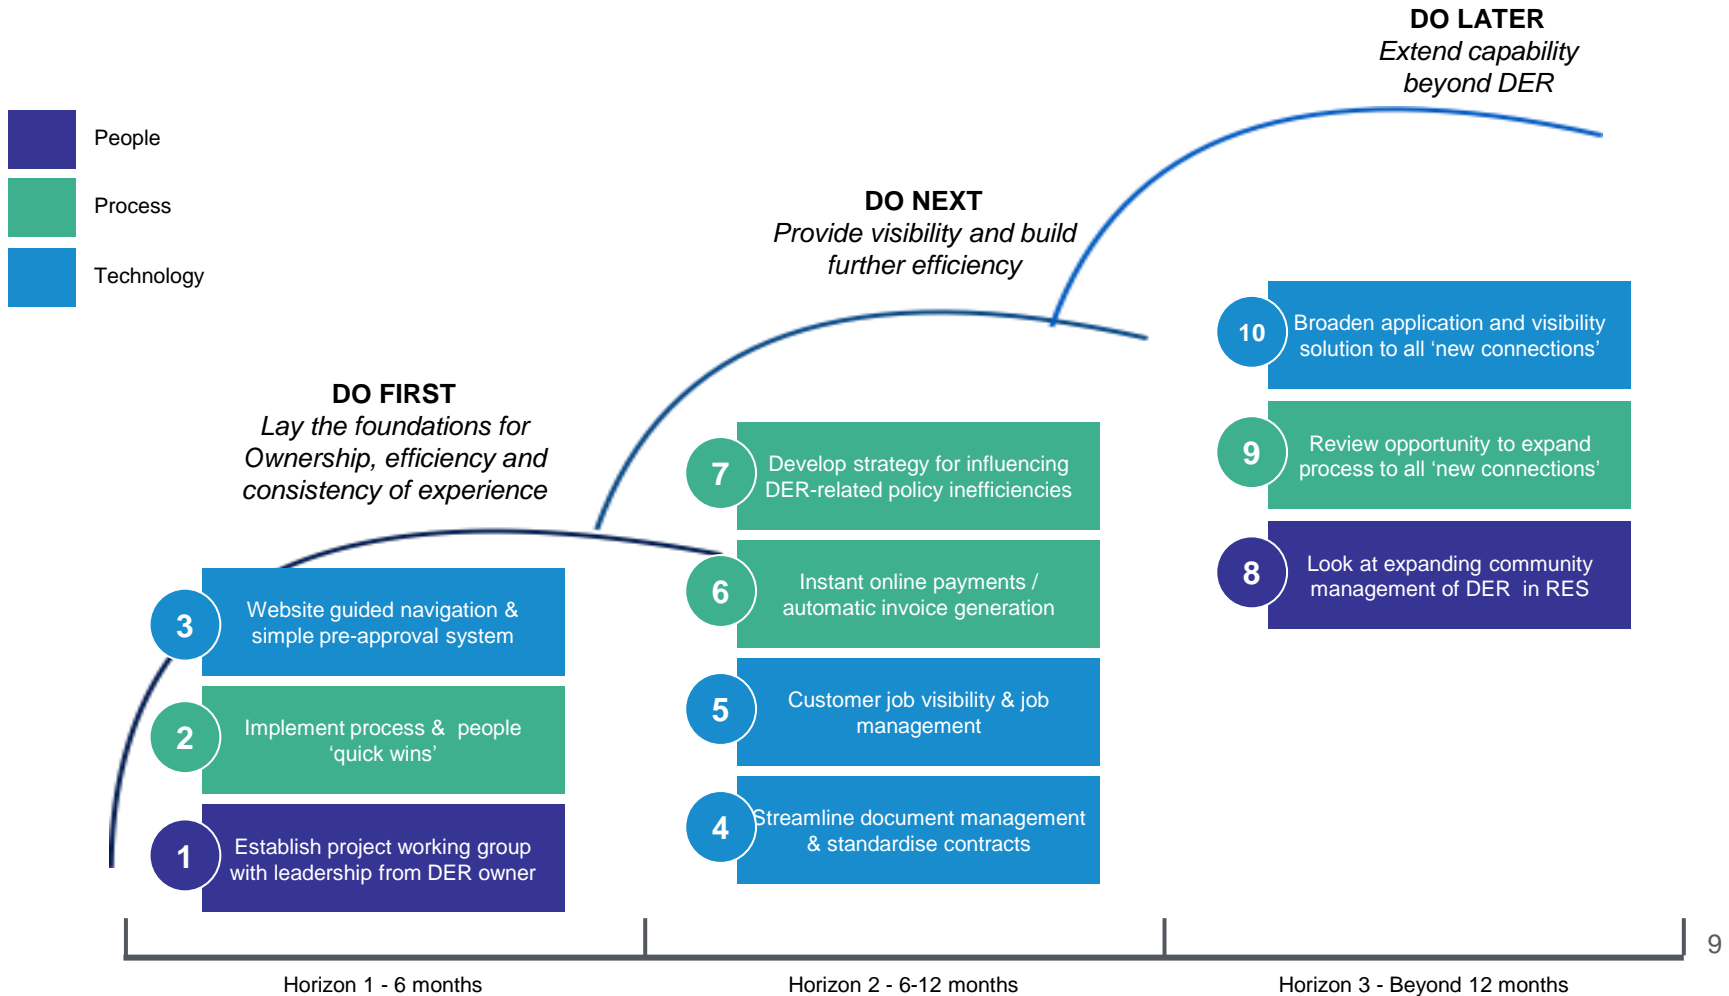 DO LATER
Extend capability
beyond DER
People
Process
Technology
DO NEXT
Provide visibility and build
further efficiency
DO FIRST
Lay the foundations for
Ownership, efficiency and
consistency of experience
3
Website guided navigation &
simple pre-approval system
2
Implement process &  people
‘quick wins’
1
Establish project working group
with leadership from DER owner
7
Develop strategy for influencing
DER-related policy inefficiencies
6
Instant online payments /
automatic invoice generation
5
Customer job visibility & job
management
4
Streamline document management
& standardise contracts
10
Broaden application and visibility
solution to all ‘new connections’
9
Review opportunity to expand
process to all ‘new connections’
8
Look at expanding community
management of DER  in RES
Horizon 1 - 6 months
Horizon 2 - 6-12 months
Horizon 3 - Beyond 12 months
9